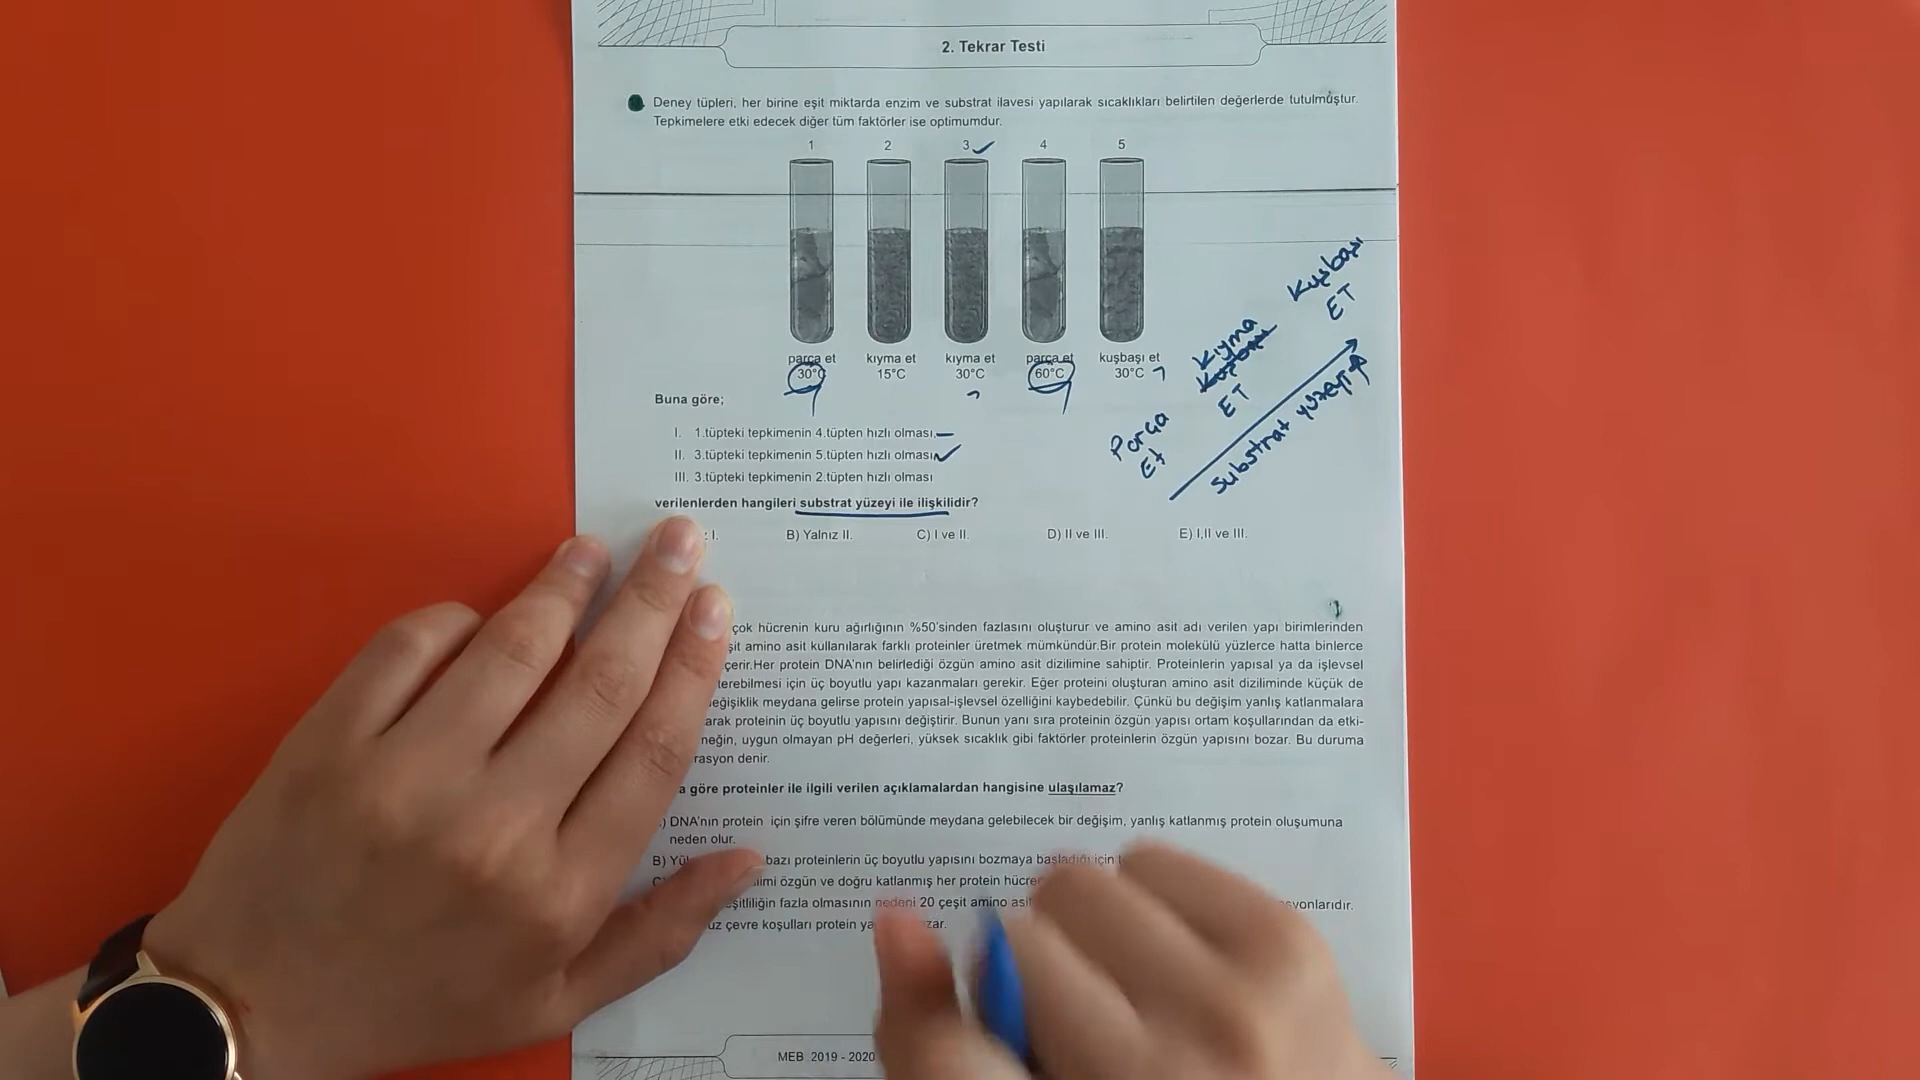 2. Tekrar Testi
Deney tüpleri, her birine eşit miktarda enzim ve substrat ilavesi yapılarak sıcaklıkları belirtilen değerlerde tutulmuştur.
Tepkimelere etki edecek diğer tüm faktörler ise optimumdur.
1 2 3 4 5
parça et kıyma et kıyma et parça et kuşbaşı et
30°C 15°C 30°C 60°C 30°C
Kuşbaşı
ET
Kıyma
ET
Parça
Et
Substrat yüzeyi
Buna göre;
I. 1.tüpteki tepkimenin 4.tüpten hızlı olması,
II. 3.tüpteki tepkimenin 5.tüpten hızlı olması
III. 3.tüpteki tepkimenin 2.tüpten hızlı olması
verilenlerden hangileri substrat yüzeyi ile ilişkilidir?
I. B) Yalnız II. C) I ve II. D) II ve III. E) I,II ve III.
çok hücrenin kuru ağırlığının %50'sinden fazlasını oluşturur ve amino asit adı verilen yapı birimlerinden
şit amino asit kullanılarak farklı proteinler üretmek mümkündür.Bir protein molekülü yüzlerce hatta binlerce
çerir.Her protein DNA'nın belirlediği özgün amino asit dizilimine sahiptir. Proteinlerin yapısal ya da işlevsel
terebilmesi için üç boyutlu yapı kazanmaları gerekir. Eğer proteini oluşturan amino asit diziliminde küçük de
eğişiklik meydana gelirse protein yapısal-işlevsel özelliğini kaybedebilir. Çünkü bu değişim yanlış katlanmalara
arak proteinin üç boyutlu yapısını değiştirir. Bunun yanı sıra proteinin özgün yapısı ortam koşullarından da etki-
neğin, uygun olmayan pH değerleri, yüksek sıcaklık gibi faktörler proteinlerin özgün yapısını bozar. Bu duruma
rasyon denir.
a göre proteinler ile ilgili verilen açıklamalardan hangisine ulaşılamaz?
) DNA'nın protein için şifre veren bölümünde meydana gelebilecek bir değişim, yanlış katlanmış protein oluşumuna
neden olur.
B) Yü bazı proteinlerin üç boyutlu yapısını bozmaya başladığı için
C) limi özgün ve doğru katlanmış her protein hücre
eşitliliğin fazla olmasının nedeni 20 çeşit amino asit syonlarıdır.
uz çevre koşulları protein ya zar.
MEB 2019 - 2020